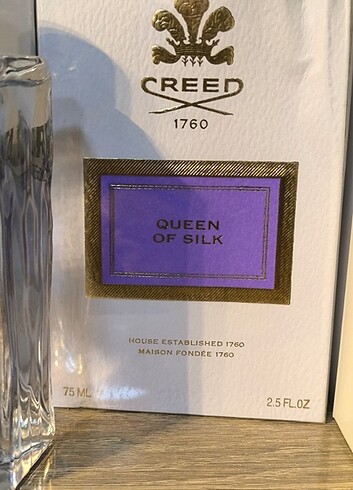 CREED
1760
QUEEN
OF SILK
HOUSE ESTABLISHED 1760
MAISON FONDÉE 1760
75 ML 2.5 FL.OZ